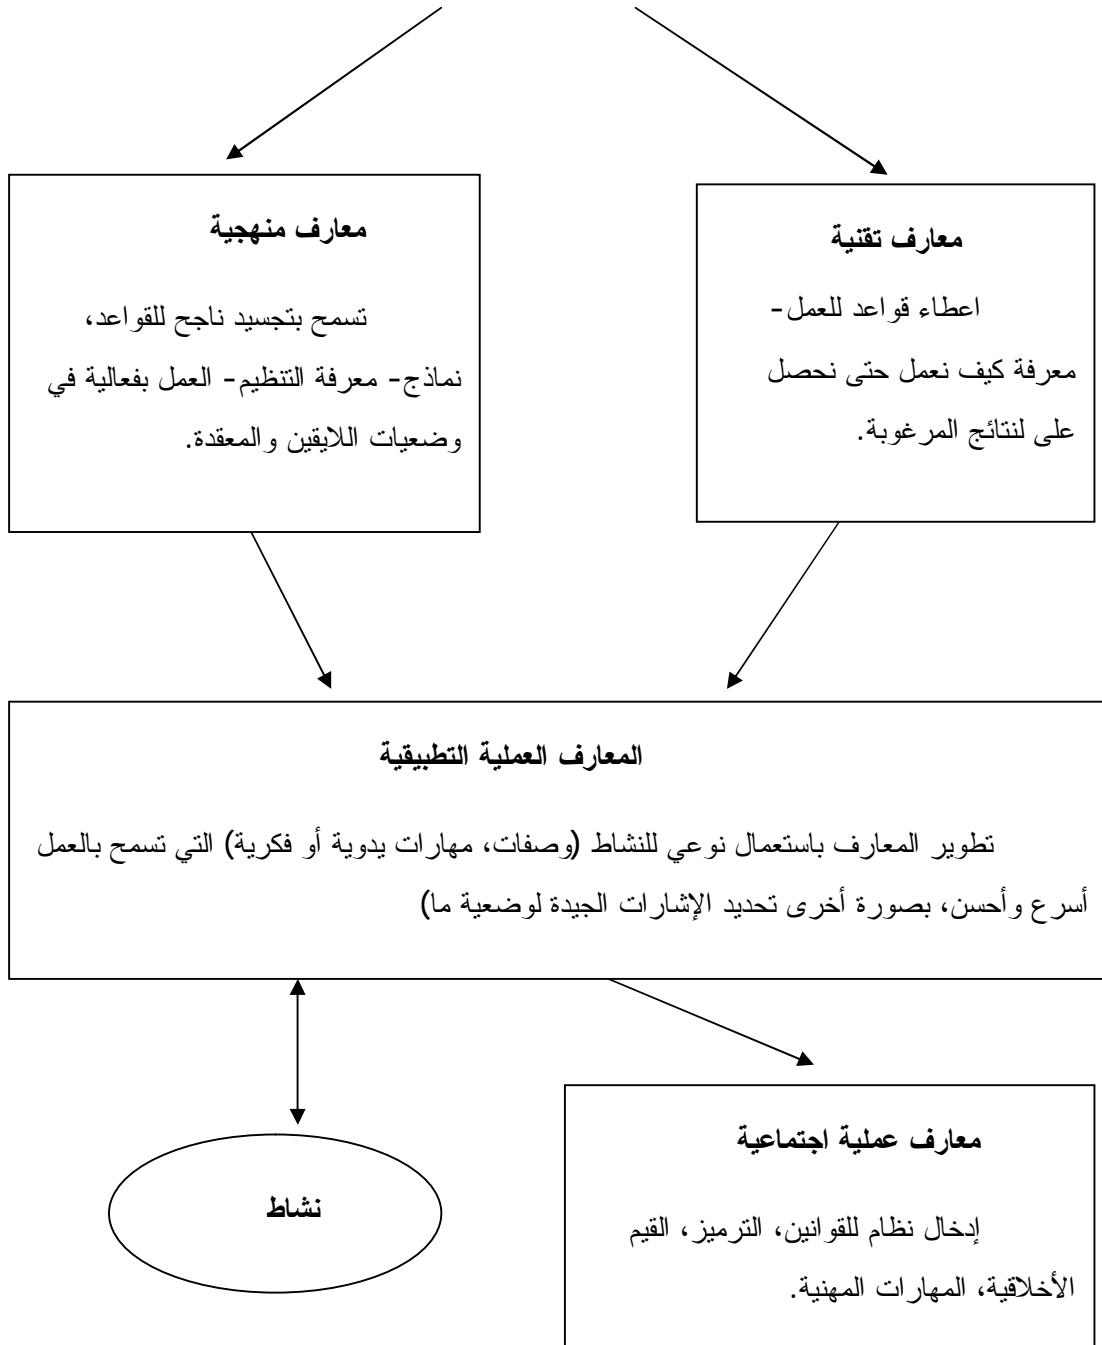 معارف تقنية
اعطاء قواعد للعمل-
معرفة كيف نعمل حتى نحصل
على لنتائج المرغوبة.
معارف منهجية
تسمح بتجسيد ناجح للقواعد،
نماذج- معرفة التنظيم- العمل بفعالية في
وضعيات اللايقين والمعقدة.
المعارف العملية التطبيقية
تطوير المعارف باستعمال نوعي للنشاط (وصفات، مهارات يدوية أو فكرية) التي تسمح بالعمل
أسرع وأحسن، بصورة أخرى تحديد الإشارات الجيدة لوضعية ما)
معارف عملية اجتماعية
إدخال نظام للقوانين، الترميز، القيم
الأخلاقية، المهارات المهنية.
نشاط